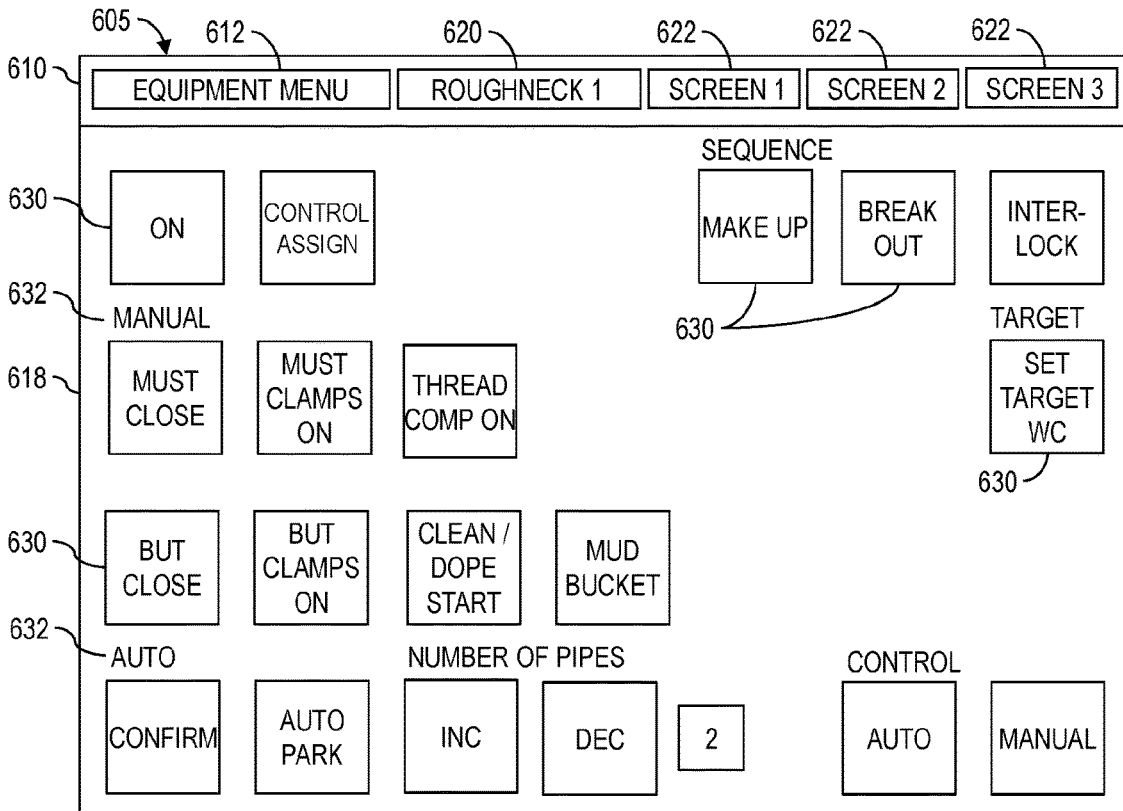 605
612
620
622
622
622
610
EQUIPMENT MENU
ROUGHNECK 1
SCREEN 1
SCREEN 2
SCREEN 3
SEQUENCE
630
ON
CONTROL
ASSIGN
MAKE UP
BREAK
OUT
INTER-
LOCK
632
MANUAL
630
TARGET
618
MUST
CLOSE
MUST
CLAMPS
ON
THREAD
COMP ON
SET
TARGET
WC
630
630
BUT
CLOSE
BUT
CLAMPS
ON
CLEAN /
DOPE
START
MUD
BUCKET
632
AUTO
NUMBER OF PIPES
CONTROL
CONFIRM
AUTO
PARK
INC
DEC
2
AUTO
MANUAL